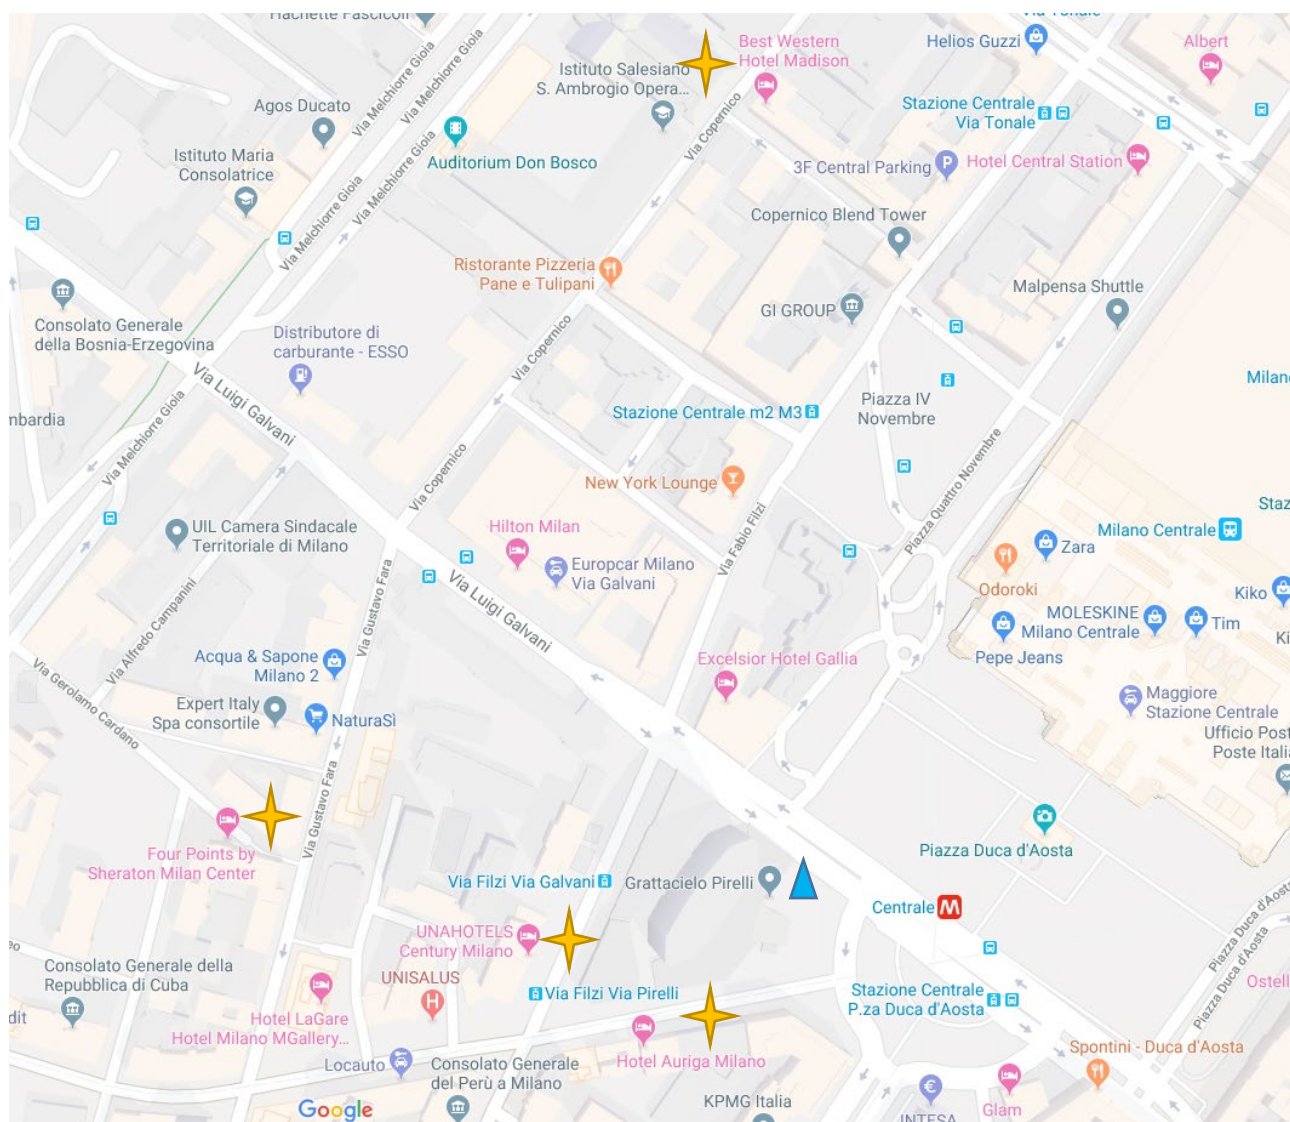 Hachette Fascicoli
Via Tonale
Best Western
Hotel Madison
Helios Guzzi
Albert
Via Melchiorre Gioia
Via Melchiorre Gioia
Via Melchiorre Gioia
Istituto Salesiano
S. Ambrogio Opera...
Agos Ducato
Stazione Centrale
Via Tonale
Via Copernico
Auditorium Don Bosco
Istituto Maria
Consolatrice
3F Central Parking
P
Hotel Central Station
Via Melchiorre Gioia
Via Melchiorre Gioia
Copernico Blend Tower
Ristorante Pizzeria
Pane e Tulipani
Malpensa Shuttle
GI GROUP
Consolato Generale
della Bosnia-Erzegovina
Distributore di
carburante - ESSO
Via Copernico
Via Luigi Galvani
Milano
Piazza IV
Novembre
Stazione Centrale m2 M3
mbardia
Via Melchiorre Gioia
Via Copernico
New York Lounge
Piazza Quattro Novembre
Staz
UIL Camera Sindacale
Territoriale di Milano
Hilton Milan
Via Fabio Filzi
Milano Centrale
Zara
Europcar Milano
Via Galvani
Odoroki
Kiko
Via Luigi Galvani
Via Gustavo Fara
Via Alfredo Campanini
MOLESKINE
Milano Centrale
Tim
Ki
Pepe Jeans
Acqua & Sapone
Milano 2
Excelsior Hotel Gallia
Via Gerolamo Cardano
Expert Italy
Spa consortile
NaturaSì
Maggiore
Stazione Centrale
Ufficio Post
Poste Italia
Via Gustavo Fara
Four Points by
Sheraton Milan Center
Piazza Duca d'Aosta
Via Filzi Via Galvani
Grattacielo Pirelli
Centrale
M
Piazza Duca d'Aosta
Piazza Duca d'Aosta
Piazza Duca d'Aosta
UNAHOTELS
Century Milano
eo
Consolato Generale della
Repubblica di Cuba
UNISALUS
H
Via Filzi Via Pirelli
Stazione Centrale
P.za Duca d'Aosta
Ostell
dit
Hotel LaGare
Hotel Milano MGallery...
Hotel Auriga Milano
Spontini - Duca d'Aosta
Locauto
Consolato Generale
del Perù a Milano
€
KPMG Italia
Google
INTESA
Glam